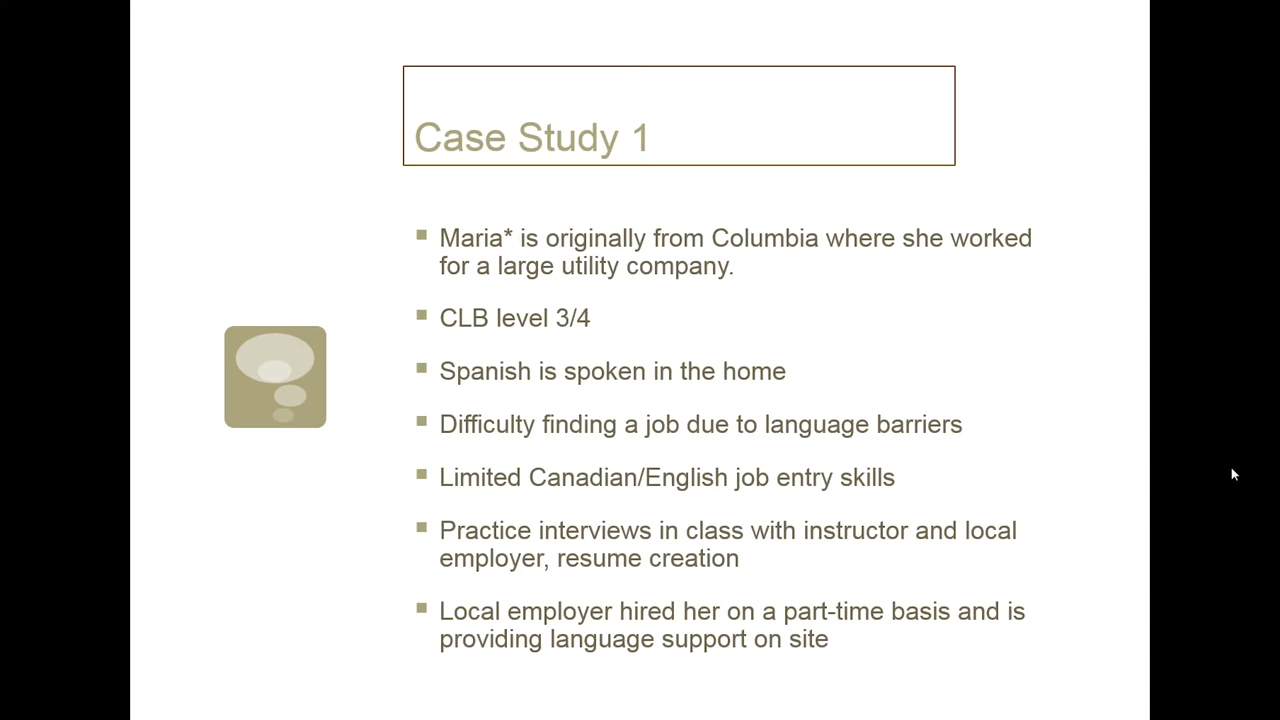 Case Study 1
Maria* is originally from Columbia where she worked
for a large utility company.
CLB level 3/4
Spanish is spoken in the home
Difficulty finding a job due to language barriers
Limited Canadian/English job entry skills
Practice interviews in class with instructor and local
employer, resume creation
Local employer hired her on a part-time basis and is
providing language support on site